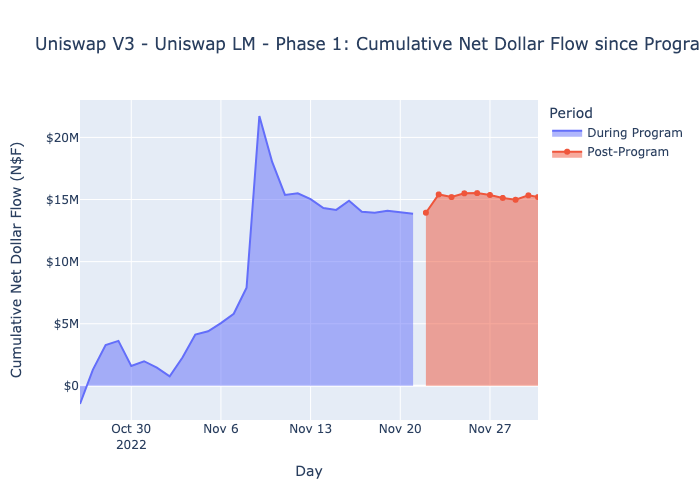 Uniswap V3 - Uniswap LM - Phase 1: Cumulative Net Dollar Flow since Progra
Period
During Program
Post-Program
Cumulative Net Dollar Flow (N$F)
$20M
$15M
$10M
$5M
$0
Oct 30
2022
Nov 6
Nov 13
Nov 20
Nov 27
Day